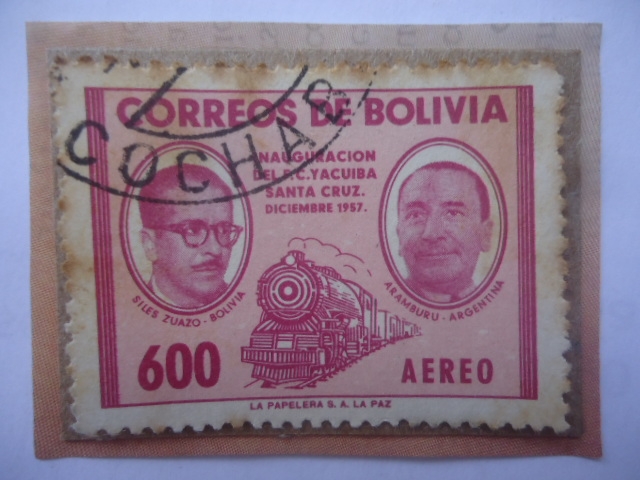 CORREOS DE BOLIVIA
COCHAB
INAUGURACION
DEL F.C. YACUIBA
SANTA CRUZ.
DICIEMBRE 1957.
SILES ZUAZO - BOLIVIA
ARAMBURU - ARGENTINA
600
AEREO
LA PAPELERA S. A. LA PAZ